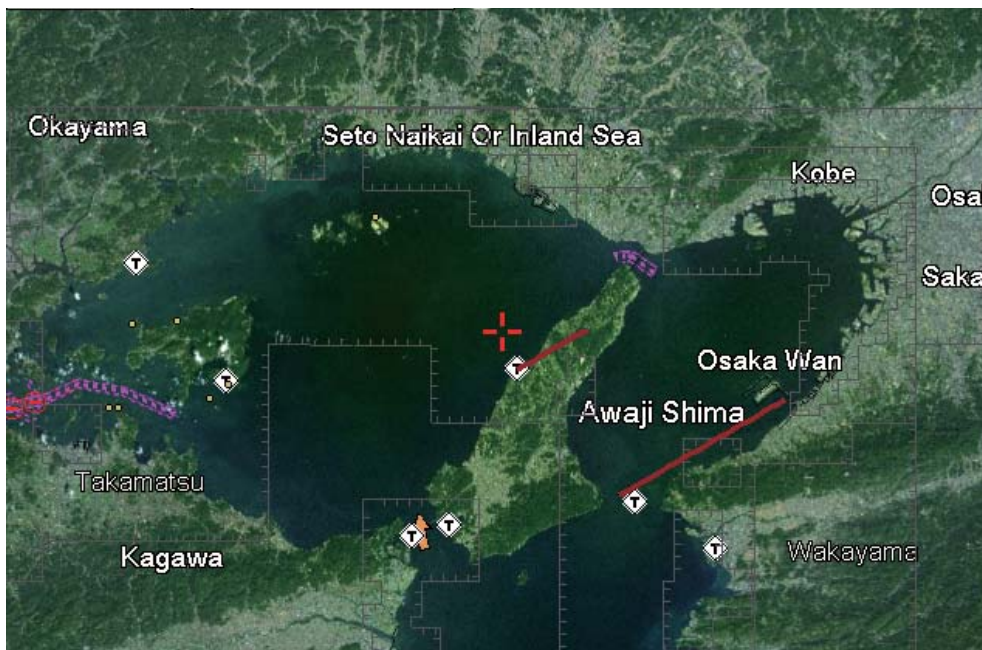 Okayama
Seto Naikai Or Inland Sea
Kobe
Osa
Saka
T
Osaka Wan
T
T
Awaji Shima
Takamatsu
T
T
T
Kagawa
T
Wakayama